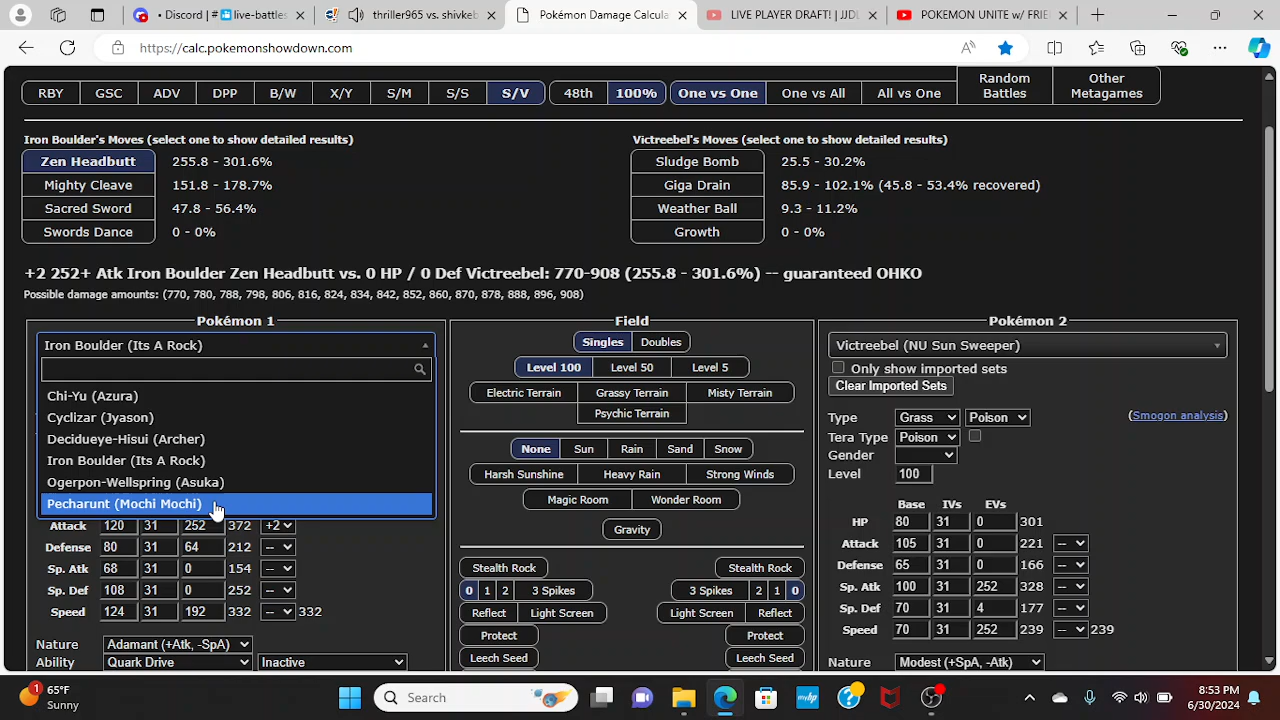 Discord | # live-battles
thriller965 vs. shivkeb
Pokémon Damage Calcula
LIVE PLAYER DRAFT! | JDL
POKEMON UNITE w/ FRIE
https://calc.pokemonshowdown.com
RBY GSC ADV DPP B/W X/Y S/M S/S S/V 48th 100% One vs One One vs All All vs One Random Battles Other Metagames
Iron Boulder's Moves (select one to show detailed results) Victreebel's Moves (select one to show detailed results)
Zen Headbutt 255.8 - 301.6% Sludge Bomb 25.5 - 30.2%
Mighty Cleave 151.8 - 178.7% Giga Drain 85.9 - 102.1% (45.8 - 53.4% recovered)
Sacred Sword 47.8 - 56.4% Weather Ball 9.3 - 11.2%
Swords Dance 0 - 0% Growth 0 - 0%
+2 252+ Atk Iron Boulder Zen Headbutt vs. 0 HP / 0 Def Victreebel: 770-908 (255.8 - 301.6%) -- guaranteed OHKO
Possible damage amounts: (770, 780, 788, 798, 806, 816, 824, 834, 842, 852, 860, 870, 878, 888, 896, 908)
Pokémon 1
Iron Boulder (Its A Rock)
Chi-Yu (Azura)
Cyclizar (Jyason)
Decidueye-Hisui (Archer)
Iron Boulder (Its A Rock)
Ogerpon-Wellspring (Asuka)
Pecharunt (Mochi Mochi)
Attack 120 31 252 372 +2
Defense 80 31 64 212 --
Sp. Atk 68 31 0 154 --
Sp. Def 108 31 0 252 --
Speed 124 31 192 332 -- 332
Nature Adamant (+Atk, -SpA)
Ability Quark Drive Inactive
Field
Singles Doubles
Level 100 Level 50 Level 5
Electric Terrain Grassy Terrain Misty Terrain
Psychic Terrain
None Sun Rain Sand Snow
Harsh Sunshine Heavy Rain Strong Winds
Magic Room Wonder Room
Gravity
Stealth Rock Stealth Rock
0 1 2 3 Spikes 3 Spikes 2 1 0
Reflect Light Screen Light Screen Reflect
Protect Protect
Leech Seed Leech Seed
Pokémon 2
Victreebel (NU Sun Sweeper)
Only show imported sets
Clear Imported Sets
Type Grass Poison (Smogon analysis)
Tera Type Poison
Gender
Level 100
Base IVs EVs
HP 80 31 0 301
Attack 105 31 0 221 --
Defense 65 31 0 166 --
Sp. Atk 100 31 252 328 --
Sp. Def 70 31 4 177 --
Speed 70 31 252 239 -- 239
Nature Modest (+SpA, -Atk)
1 65°F
Sunny
Search
8:53 PM
6/30/2024